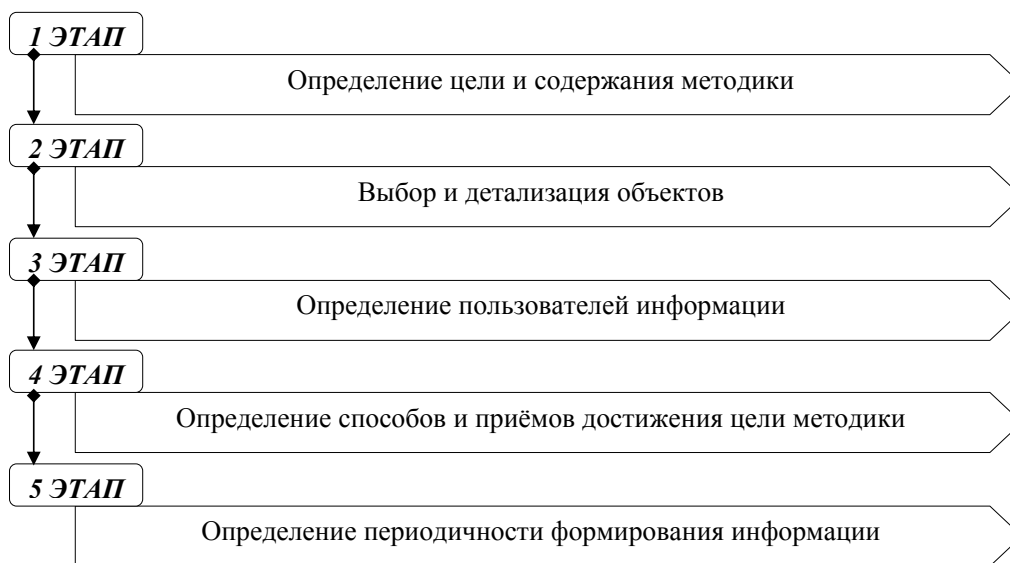 1 ЭТАП
Определение цели и содержания методики
2 ЭТАП
Выбор и детализация объектов
3 ЭТАП
Определение пользователей информации
4 ЭТАП
Определение способов и приёмов достижения цели методики
5 ЭТАП
Определение периодичности формирования информации